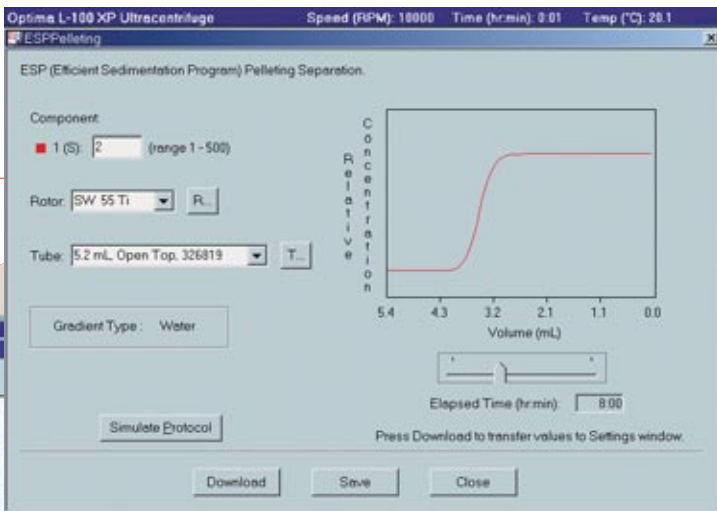 Optima L-100 XP Ultracentrifuge Speed (RPM): 10000 Time (hr:min): 0:01 Temp (°C): 20.1
ESPPelleting
ESP (Efficient Sedimentation Program) Pelleting Separation.
Component:
1 (S): 2 (range 1 - 500)
Rotor: SW 55 Ti R...
Tube: 5.2 mL, Open Top, 326819 T...
Gradient Type : Water
Simulate Protocol
Relative
Concentration
5.4 4.3 3.2 2.1 1.1 0.0
Volume (mL)
Elapsed Time (hr:min): 8:00
Press Download to transfer values to Settings window.
Download Save Close